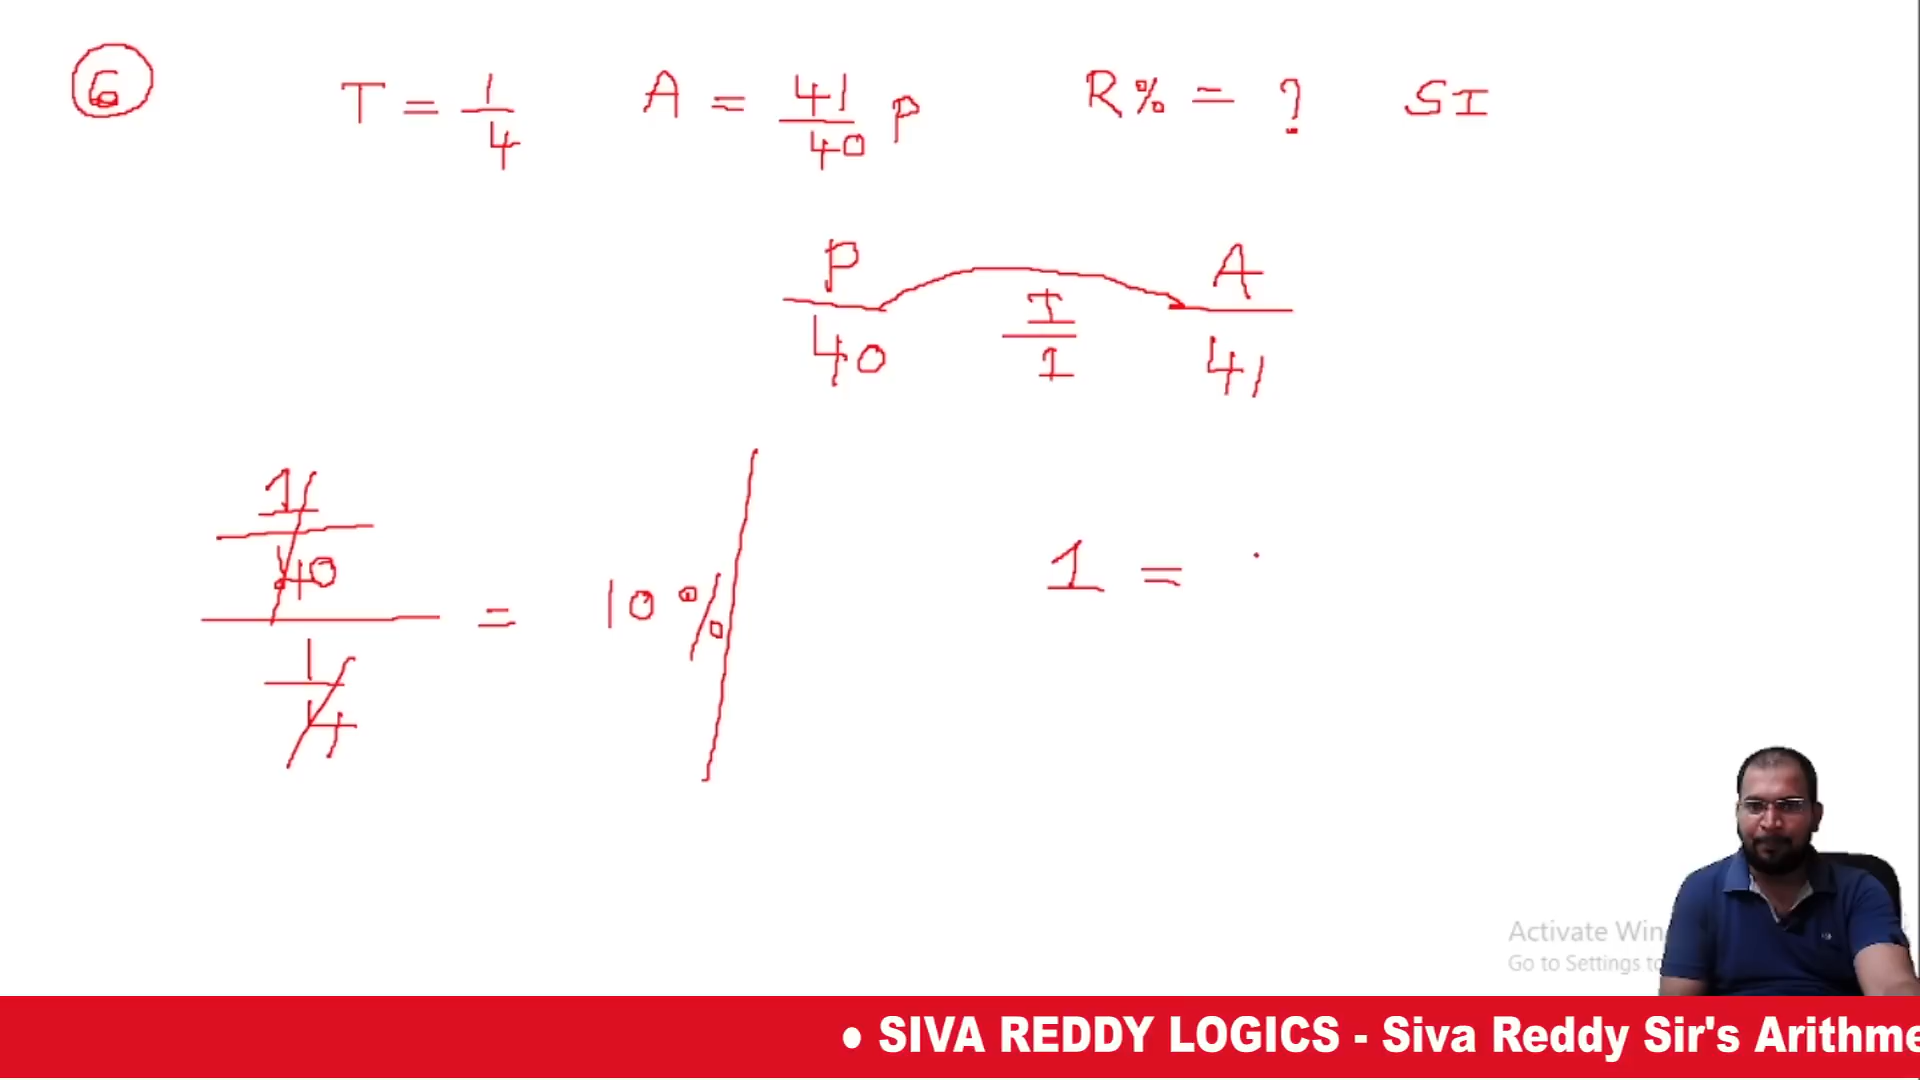 6 T = 1/4 A = 41/40 P R% = ? SI
P A
I
40 1 41
1/40
1/4 = 10% 1 =
Activate Win
Go to Settings to
• SIVA REDDY LOGICS - Siva Reddy Sir's Arithme